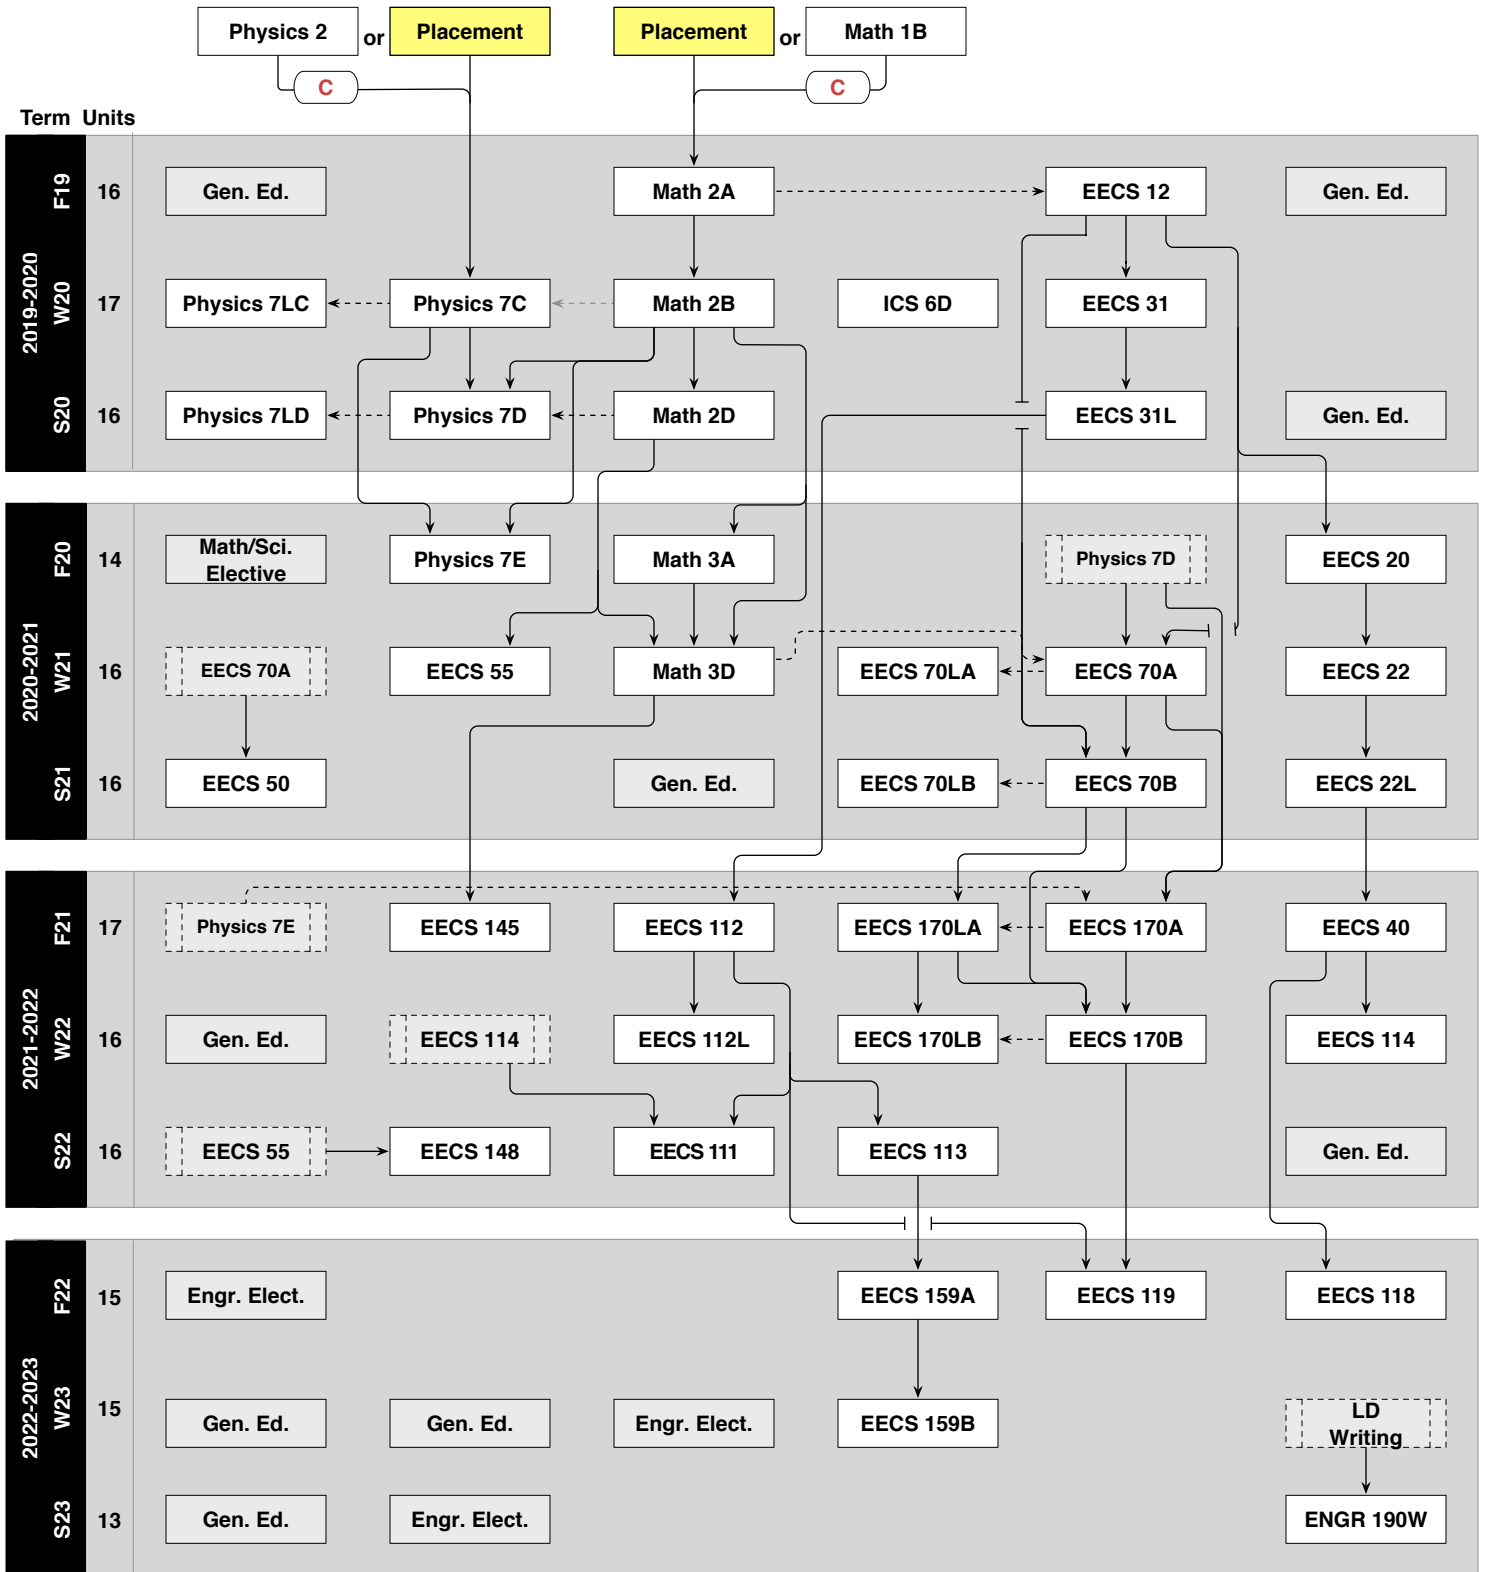 Physics 2 or Placement Placement or Math 1B
C C
Term Units
2019-2020
F19 16 Gen. Ed. Math 2A EECS 12 Gen. Ed.
W20 17 Physics 7LC Physics 7C Math 2B ICS 6D EECS 31
S20 16 Physics 7LD Physics 7D Math 2D EECS 31L Gen. Ed.
2020-2021
F20 14 Math/Sci. Elective Physics 7E Math 3A Physics 7D EECS 20
W21 16 EECS 70A EECS 55 Math 3D EECS 70LA EECS 70A EECS 22
S21 16 EECS 50 Gen. Ed. EECS 70LB EECS 70B EECS 22L
2021-2022
F21 17 Physics 7E EECS 145 EECS 112 EECS 170LA EECS 170A EECS 40
W22 16 Gen. Ed. EECS 114 EECS 112L EECS 170LB EECS 170B EECS 114
S22 16 EECS 55 EECS 148 EECS 111 EECS 113 Gen. Ed.
2022-2023
F22 15 Engr. Elect. EECS 159A EECS 119 EECS 118
W23 15 Gen. Ed. Gen. Ed. Engr. Elect. EECS 159B LD Writing
S23 13 Gen. Ed. Engr. Elect. ENGR 190W